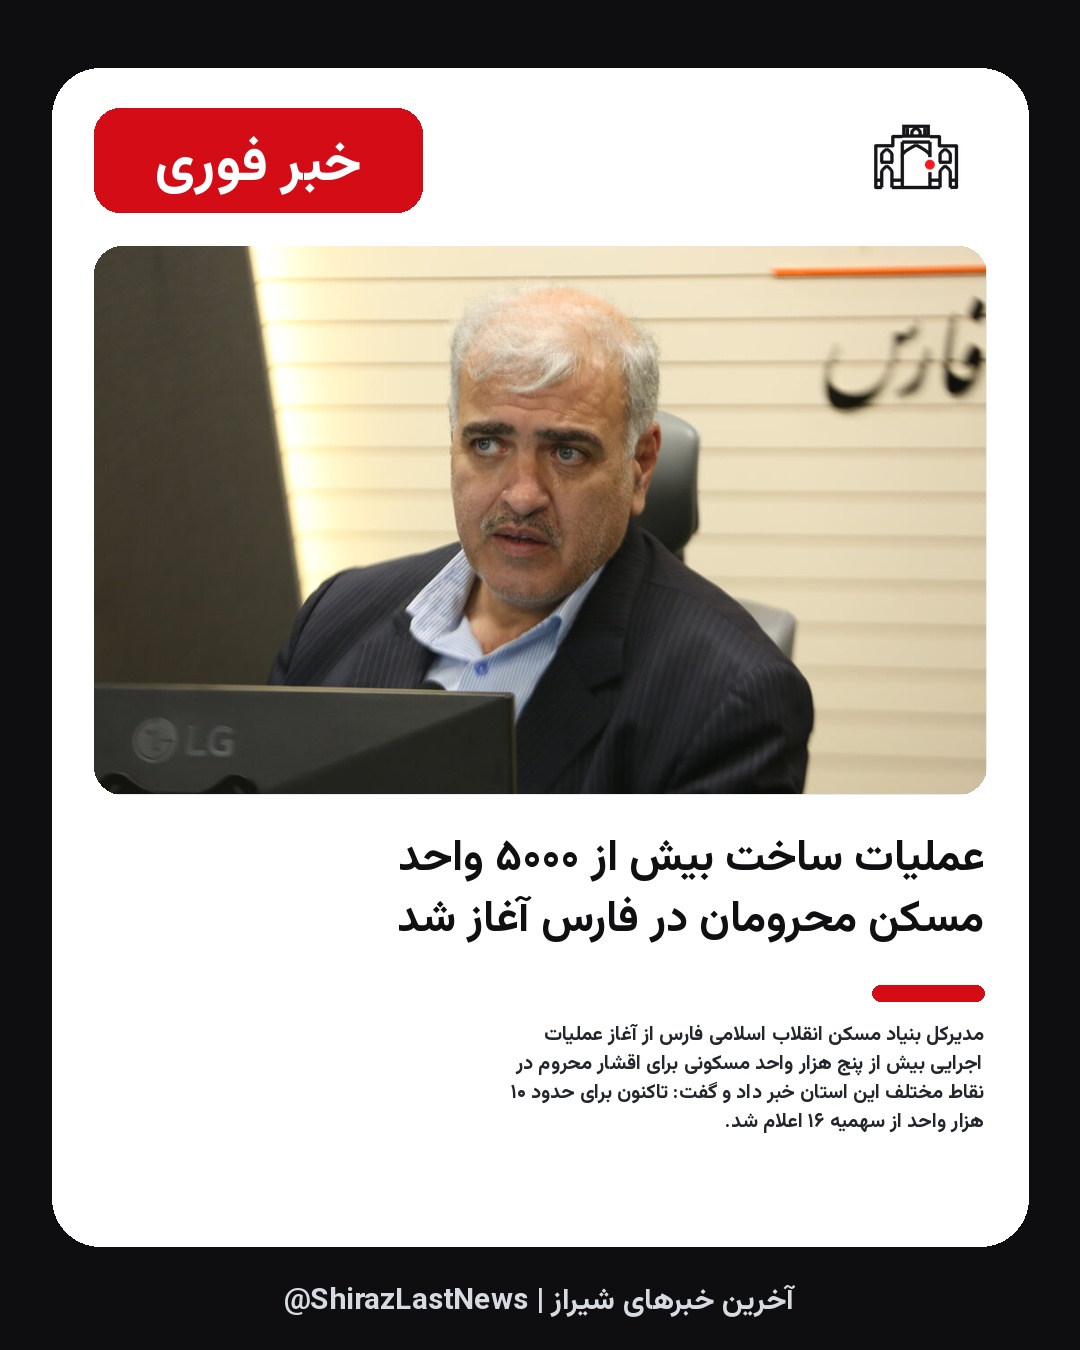 خبر فوری
فارس
LG
عملیات ساخت بیش از ۵۰۰۰ واحد
مسکن محرومان در فارس آغاز شد
مدیرکل بنیاد مسکن انقلاب اسلامی فارس از آغاز عملیات
اجرایی بیش از پنج هزار واحد مسکونی برای اقشار محروم در
نقاط مختلف این استان خبر داد و گفت: تاکنون برای حدود ۱۰
هزار واحد از سهمیه ۱۶ اعلام شد.
آخرین خبرهای شیراز | @ShirazLastNews